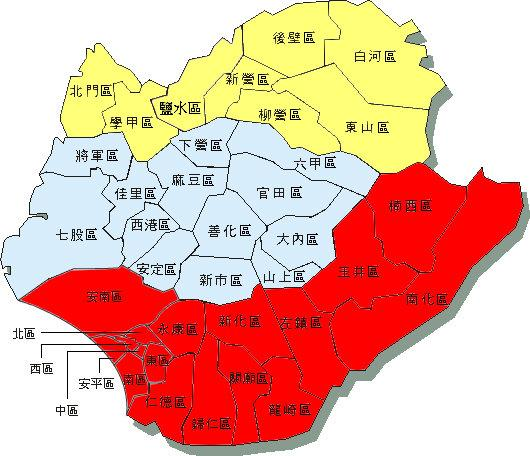 後壁區
白河區
新營區
北門區
鹽水區
柳營區
學甲區
東山區
下營區
將軍區
六甲區
麻豆區
佳里區
官田區
楠西區
西港區
七股區
善化區
大內區
安定區
新市區
山上區
玉井區
南化區
安南區
北區
永康區
新化區
左鎮區
西區
東區
安平區
南區
關廟區
中區
仁德區
歸仁區
龍崎區